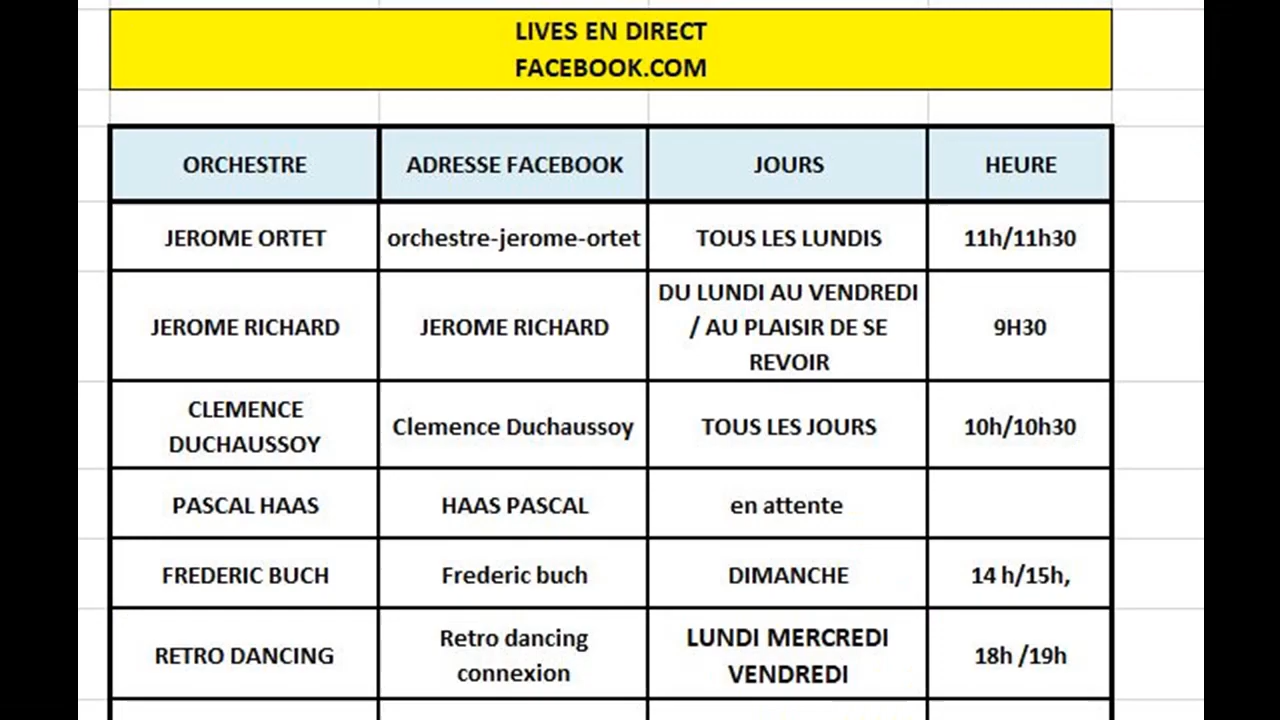 LIVES EN DIRECT
FACEBOOK.COM
ORCHESTRE ADRESSE FACEBOOK JOURS HEURE
JEROME ORTET orchestre-jerome-ortet TOUS LES LUNDIS 11h/11h30
DU LUNDI AU VENDREDI
JEROME RICHARD JEROME RICHARD / AU PLAISIR DE SE 9H30
REVOIR
CLEMENCE
DUCHAUSSOY Clemence Duchaussoy TOUS LES JOURS 10h/10h30
PASCAL HAAS HAAS PASCAL en attente
FREDERIC BUCH Frederic buch DIMANCHE 14 h/15h,
RETRO DANCING Retro dancing LUNDI MERCREDI 18h /19h
connexion VENDREDI